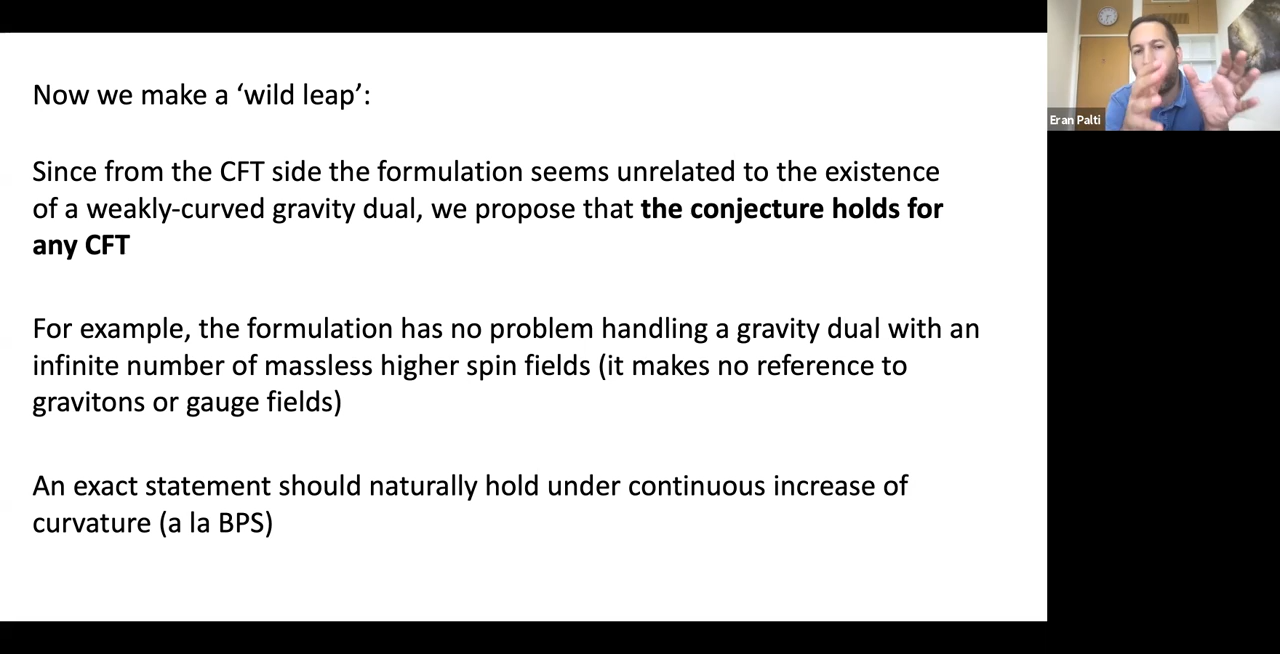 Now we make a ‘wild leap’:
Since from the CFT side the formulation seems unrelated to the existence
of a weakly-curved gravity dual, we propose that the conjecture holds for
any CFT
For example, the formulation has no problem handling a gravity dual with an
infinite number of massless higher spin fields (it makes no reference to
gravitons or gauge fields)
An exact statement should naturally hold under continuous increase of
curvature (a la BPS)
Eran Palti